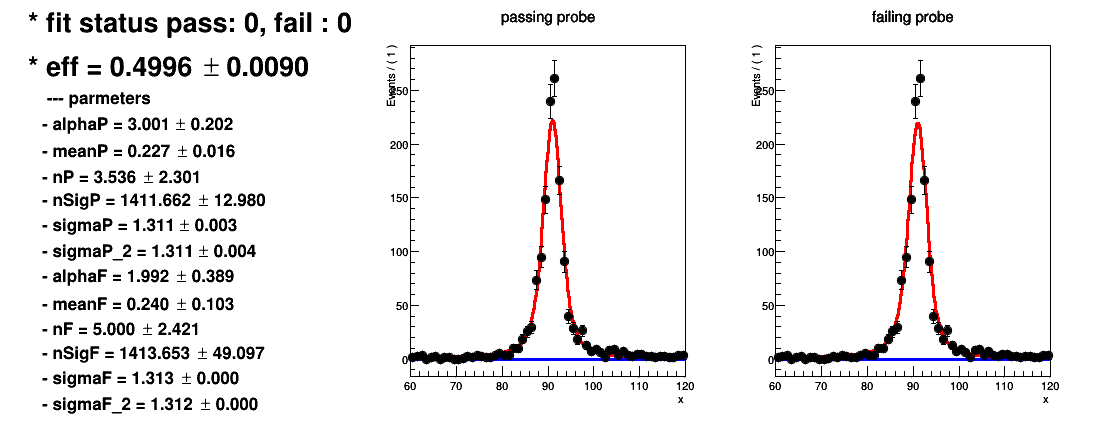 * fit status pass: 0, fail : 0
* eff = 0.4996 ± 0.0090
--- parmeters
- alphaP = 3.001 ± 0.202
- meanP = 0.227 ± 0.016
- nP = 3.536 ± 2.301
- nSigP = 1411.662 ± 12.980
- sigmaP = 1.311 ± 0.003
- sigmaP_2 = 1.311 ± 0.004
- alphaF = 1.992 ± 0.389
- meanF = 0.240 ± 0.103
- nF = 5.000 ± 2.421
- nSigF = 1413.653 ± 49.097
- sigmaF = 1.313 ± 0.000
- sigmaF_2 = 1.312 ± 0.000
passing probe
Events / ( 1 )
250
200
150
100
50
0
60 70 80 90 100 110 120
x
failing probe
Events / ( 1 )
250
200
150
100
50
0
60 70 80 90 100 110 120
x